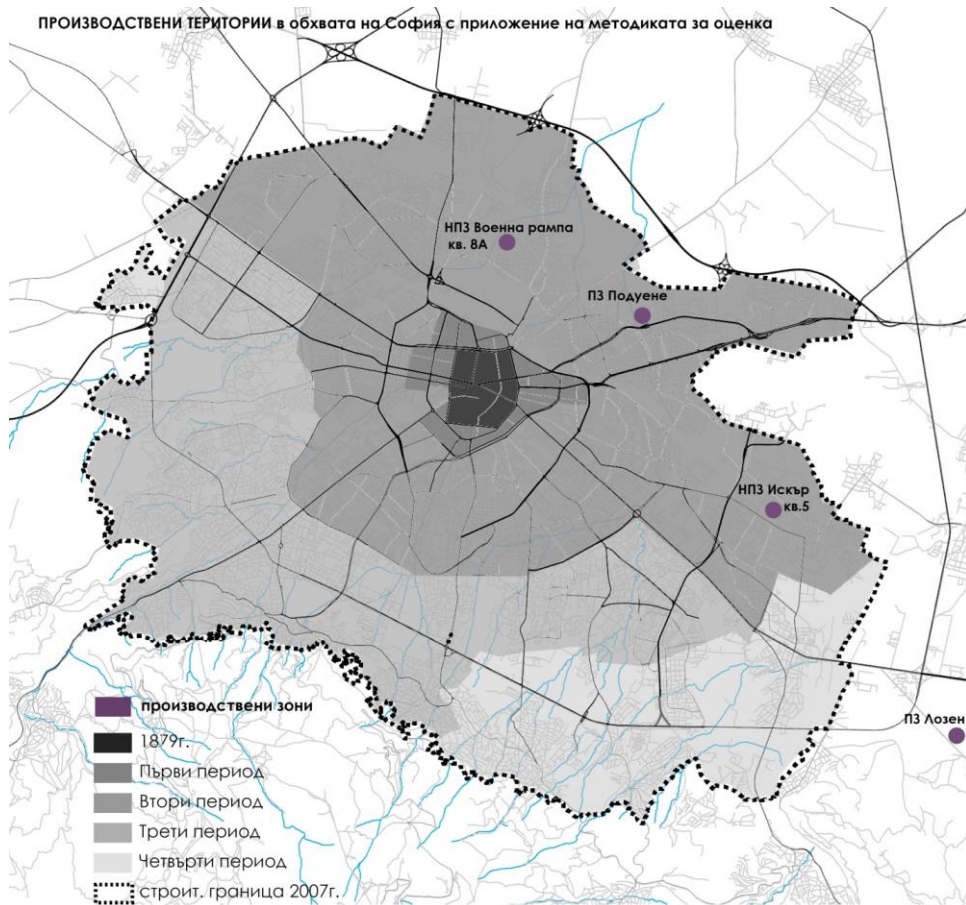 ПРОИЗВОДСТВЕНИ ТЕРИТОРИИ в обхвата на София с приложение на методиката за оценка
НПЗ Военна рампа
кв. 8А
ПЗ Подуене
НПЗ Искър
кв.5
ПЗ Лозен
производствени зони
1879г.
Първи период
Втори период
Трети период
Четвърти период
строит. граница 2007г.